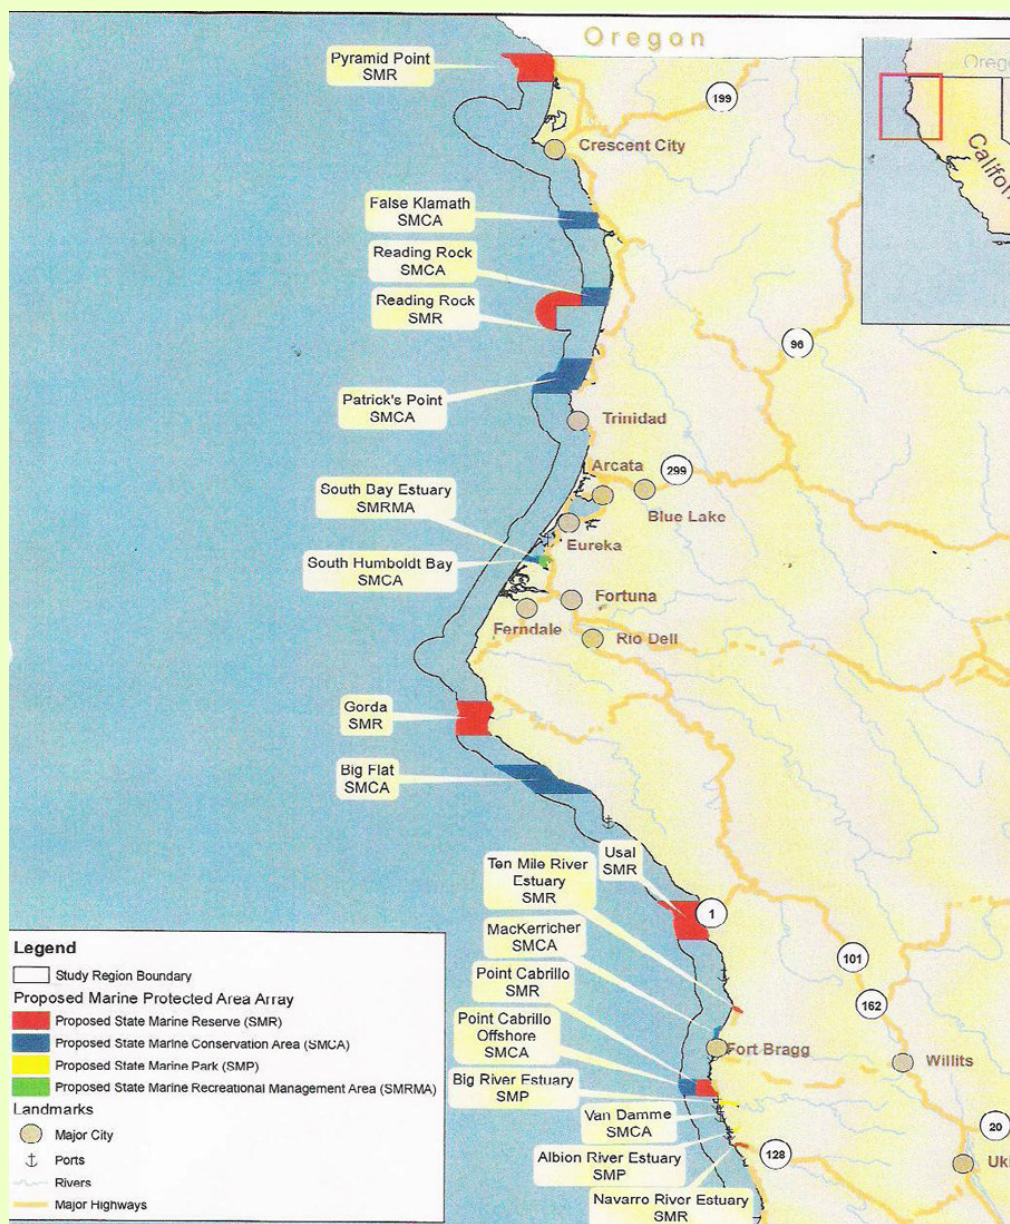 Oregon
Pyramid Point
SMR
199
Crescent City
False Klamath
SMCA
Reading Rock
SMCA
Reading Rock
SMR
96
Patrick's Point
SMCA
Trinidad
Arcata
299
Blue Lake
South Bay Estuary
SMRMA
Eureka
South Humboldt Bay
SMCA
Fortuna
Ferndale
Rio Dell
Gorda
SMR
Big Flat
SMCA
Usal
SMR
Ten Mile River
Estuary
SMR
1
MacKerricher
SMCA
101
Point Cabrillo
SMR
162
Point Cabrillo
Offshore
SMCA
Fort Bragg
Willits
Big River Estuary
SMP
Van Damme
SMCA
20
Albion River Estuary
SMP
128
Uki
Navarro River Estuary
SMR
Orego
Californ
Legend
Study Region Boundary
Proposed Marine Protected Area Array
Proposed State Marine Reserve (SMR)
Proposed State Marine Conservation Area (SMCA)
Proposed State Marine Park (SMP)
Proposed State Marine Recreational Management Area (SMRMA)
Landmarks
Major City
Ports
Rivers
Major Highways